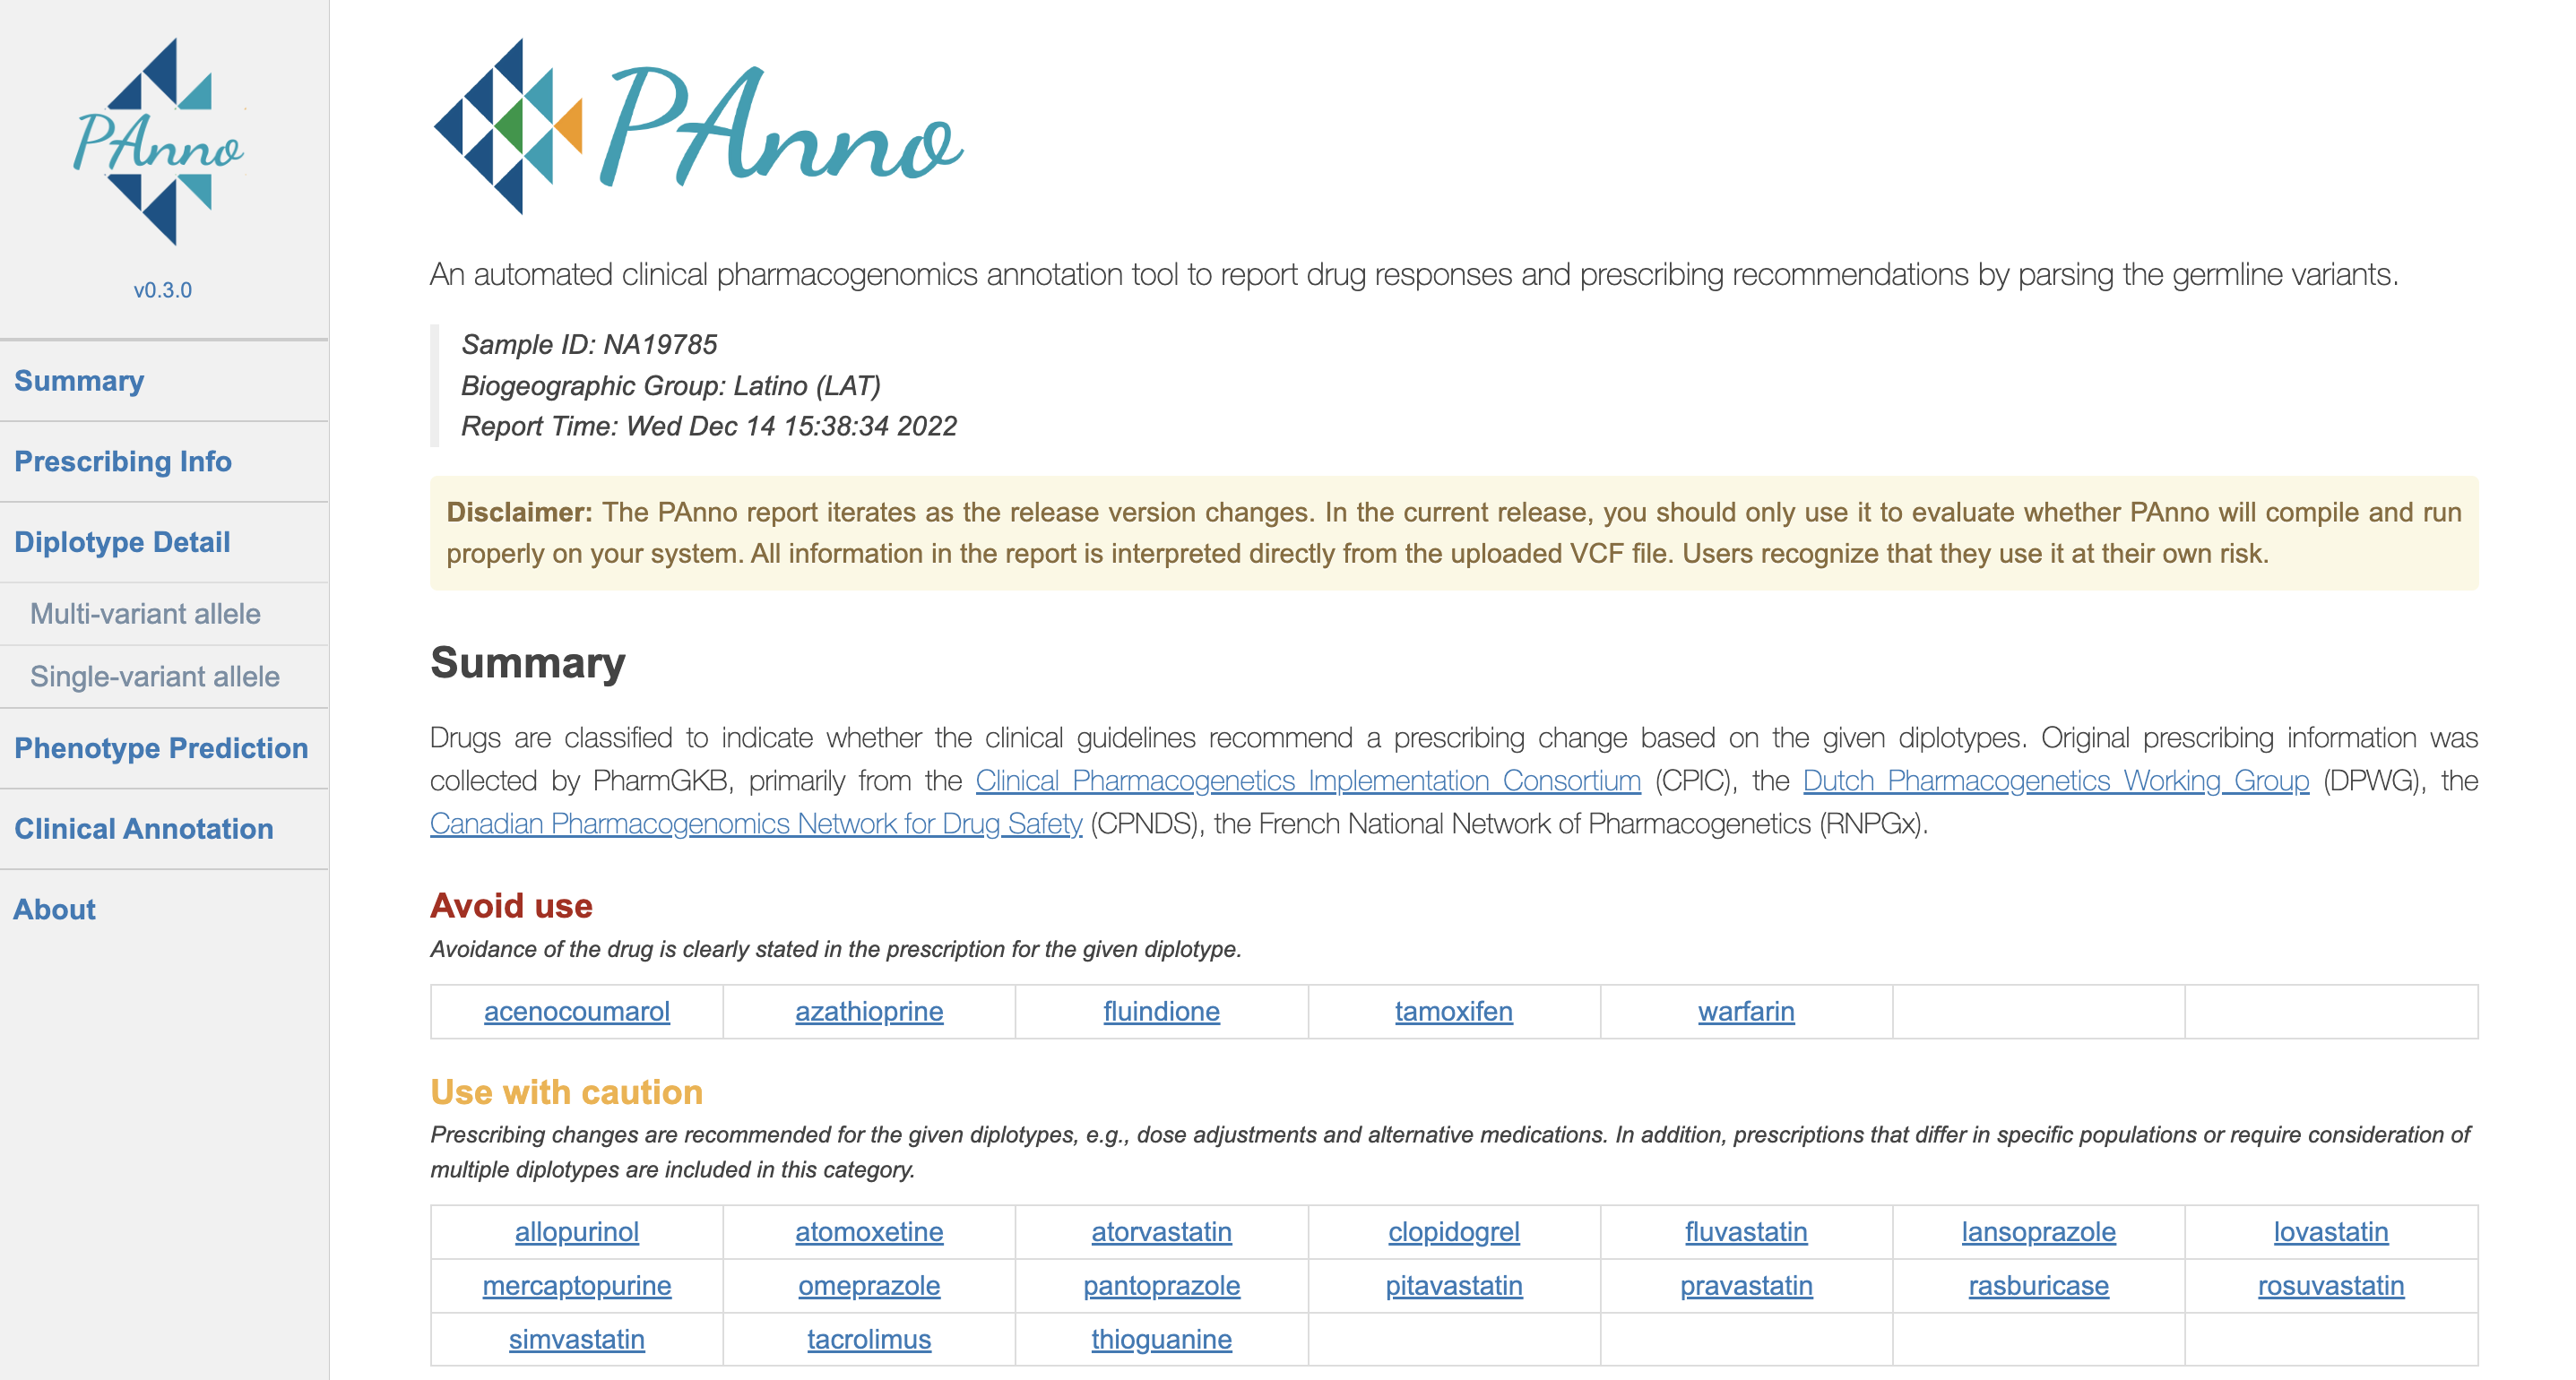 PAnno
v0.3.0
Summary
Prescribing Info
Diplotype Detail
Multi-variant allele
Single-variant allele
Phenotype Prediction
Clinical Annotation
About
PAnno
An automated clinical pharmacogenomics annotation tool to report drug responses and prescribing recommendations by parsing the germline variants.
Sample ID: NA19785
Biogeographic Group: Latino (LAT)
Report Time: Wed Dec 14 15:38:34 2022
Disclaimer: The PAnno report iterates as the release version changes. In the current release, you should only use it to evaluate whether PAnno will compile and run
properly on your system. All information in the report is interpreted directly from the uploaded VCF file. Users recognize that they use it at their own risk.
Summary
Drugs are classified to indicate whether the clinical guidelines recommend a prescribing change based on the given diplotypes. Original prescribing information was
collected by PharmGKB, primarily from the Clinical Pharmacogenetics Implementation Consortium (CPIC), the Dutch Pharmacogenetics Working Group (DPWG), the
Canadian Pharmacogenomics Network for Drug Safety (CPNDS), the French National Network of Pharmacogenetics (RNPGx).
Avoid use
Avoidance of the drug is clearly stated in the prescription for the given diplotype.
acenocoumarol azathioprine fluindione tamoxifen warfarin
Use with caution
Prescribing changes are recommended for the given diplotypes, e.g., dose adjustments and alternative medications. In addition, prescriptions that differ in specific populations or require consideration of
multiple diplotypes are included in this category.
allopurinol atomoxetine atorvastatin clopidogrel fluvastatin lansoprazole lovastatin
mercaptopurine omeprazole pantoprazole pitavastatin pravastatin rasburicase rosuvastatin
simvastatin tacrolimus thioguanine